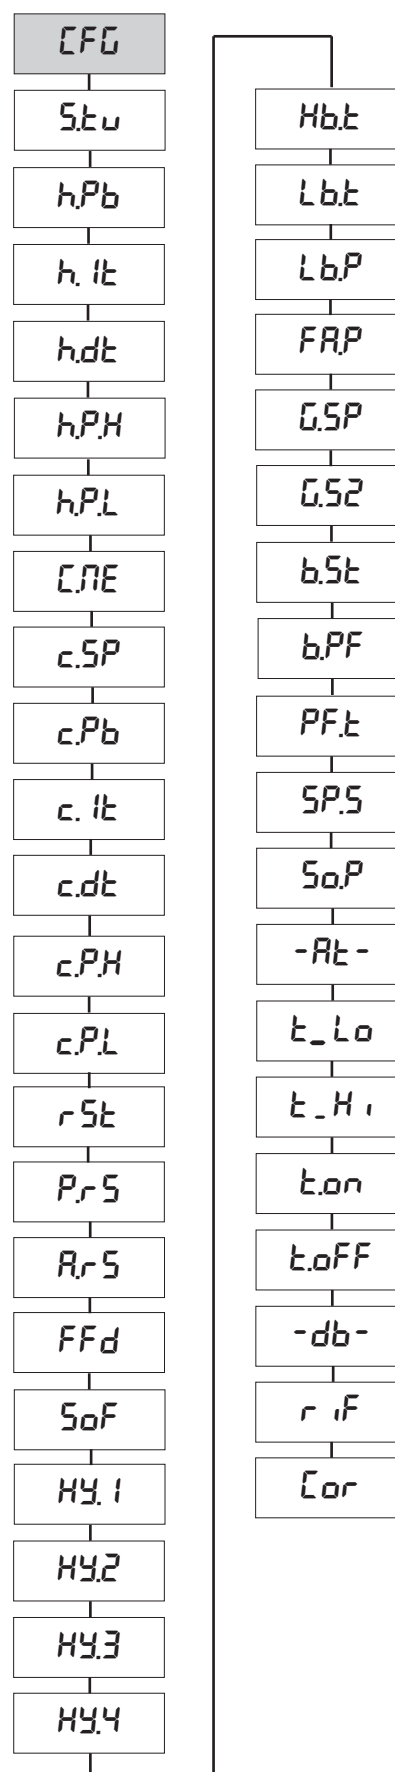 CFG
S.tu
h.Pb
h.It
h.dt
h.P.H
h.P.L
C.ME
c.SP
c.Pb
c.It
c.dt
c.P.H
c.P.L
rSt
P.rS
A.rS
FFd
SoF
HY.1
HY.2
HY.3
HY.4
Hb.t
Lb.t
Lb.P
FA.P
G.SP
G.S2
b.St
b.PF
PF.t
SP.S
So.P
-At-
t_Lo
t_Hi
t.on
t.oFF
-db-
riF
Cor